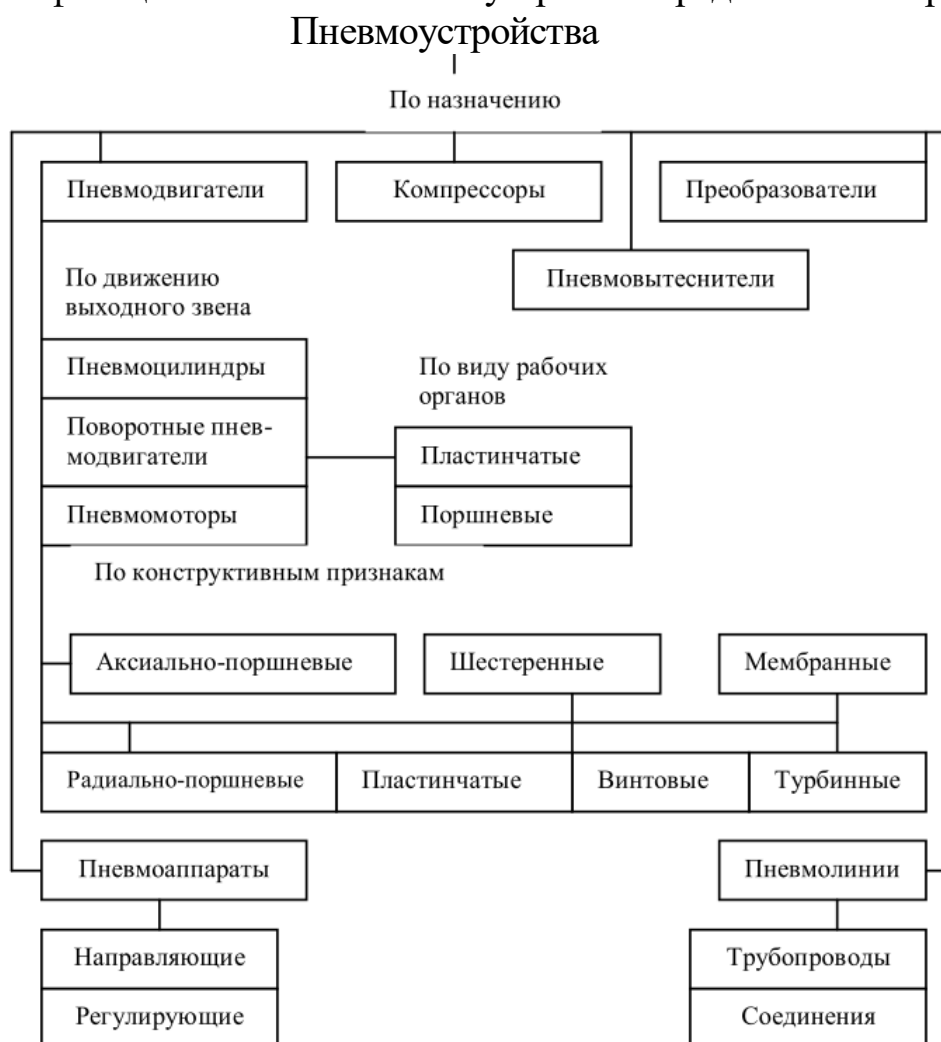 Пневмоустройства
По назначению
Пневмодвигатели
Компрессоры
Преобразователи
Пневмовытеснители
По движению
выходного звена
Пневмоцилиндры
По виду рабочих
органов
Поворотные пнев-
модвигатели
Пластинчатые
Пневмомоторы
Поршневые
По конструктивным признакам
Аксиально-поршневые
Шестеренные
Мембранные
Радиально-поршневые
Пластинчатые
Винтовые
Турбинные
Пневмоаппараты
Пневмолинии
Направляющие
Трубопроводы
Регулирующие
Соединения